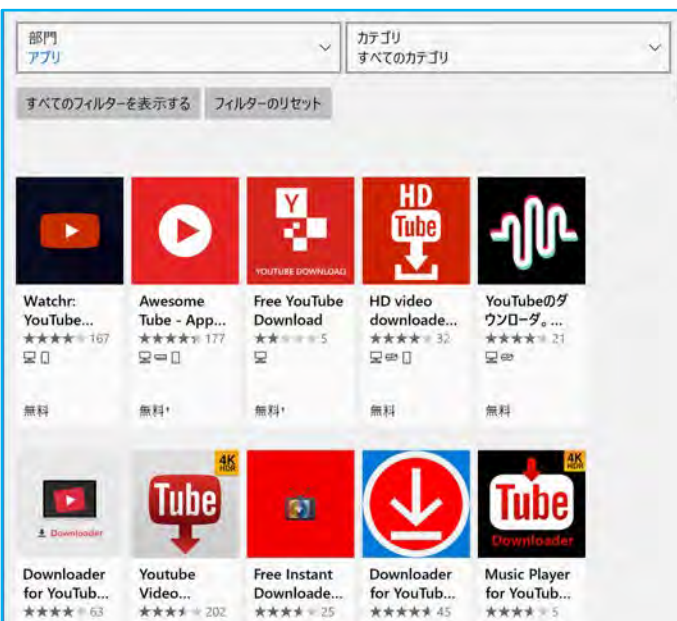 部門
アプリ
カテゴリ
すべてのカテゴリ
すべてのフィルターを表示する
フィルターのリセット
Y
YOUTUBE DOWNLOAD
HD
Tube
Watchr:
YouTube...
★★★★★ 167
無料
Awesome
Tube - App...
★★★★★ 177
無料+
Free YouTube
Download
★★★★★ 5
無料+
HD video
downloade...
★★★★★ 32
無料
YouTubeのダ
ウンローダ。...
★★★★★ 21
無料
Downloader
4K
HDR
Tube
4K
HDR
Tube
Downloader
Downloader
for YouTub...
★★★★★ 63
Youtube
Video...
★★★★★ 202
Free Instant
Downloade...
★★★★★ 25
Downloader
for YouTub...
★★★★★ 45
Music Player
for YouTub...
★★★★★ 5